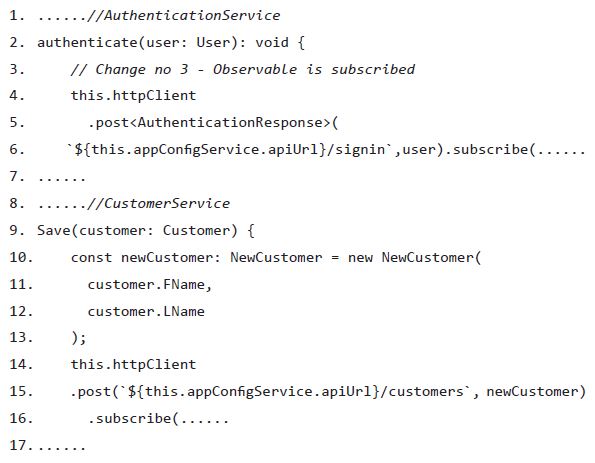 1. ......//AuthenticationService
2. authenticate(user: User): void {
3. // Change no 3 - Observable is subscribed
4. this.httpClient
5. .post<AuthenticationResponse>(
6. `${this.appConfigService.apiUrl}/signin`,user).subscribe(......
7. ......
8. ......//CustomerService
9. Save(customer: Customer) {
10. const newCustomer: NewCustomer = new NewCustomer(
11. customer.FName,
12. customer.LName
13. );
14. this.httpClient
15. .post(`${this.appConfigService.apiUrl}/customers`, newCustomer)
16. .subscribe(......
17.......